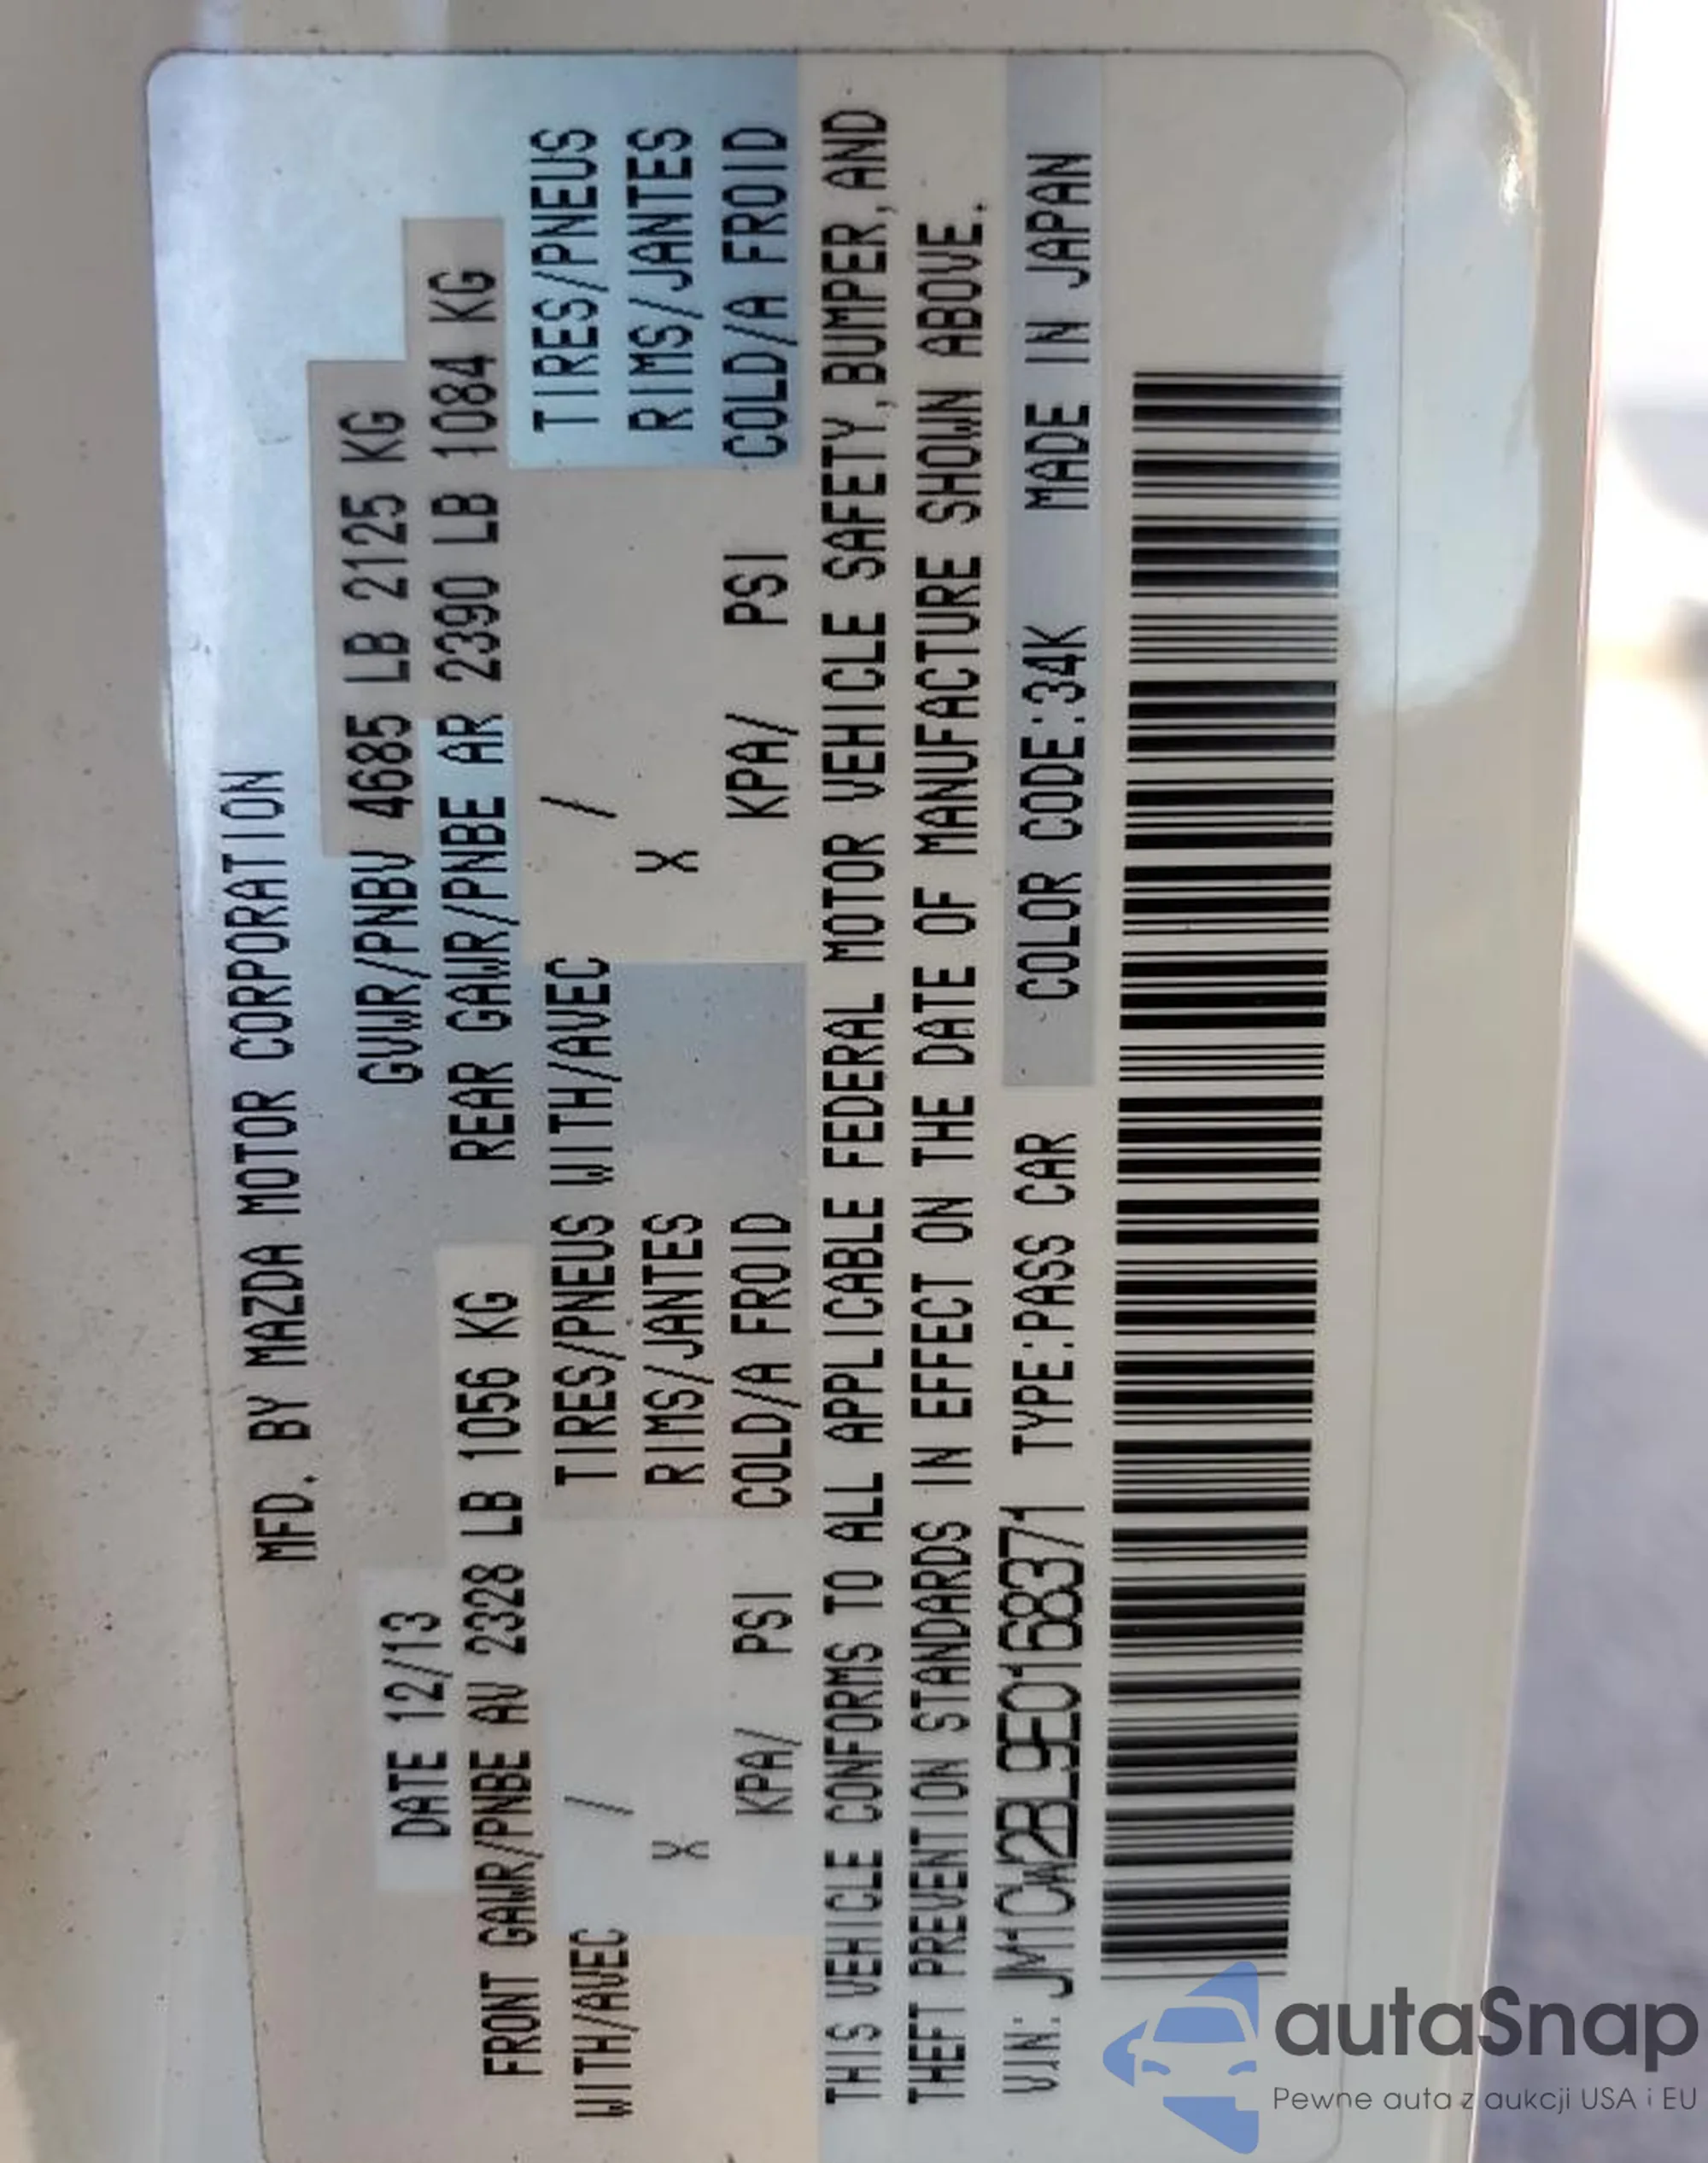 MFD. BY MAZDA MOTOR CORPORATION
DATE 12/13 GVWR/PNBV 4685 LB 2125 KG
FRONT GAWR/PNBE AV 2328 LB 1056 KG REAR GAWR/PNBE AR 2390 LB 1084 KG
WITH/AVEC / TIRES/PNEUS WITH/AVEC / TIRES/PNEUS
X RIMS/JANTES X RIMS/JANTES
KPA/ PSI COLD/A FROID KPA/ PSI COLD/A FROID
THIS VEHICLE CONFORMS TO ALL APPLICABLE FEDERAL MOTOR VEHICLE SAFETY,BUMPER,AND
THEFT PREVENTION STANDARDS IN EFFECT ON THE DATE OF MANUFACTURE SHOWN ABOVE.
VIN: JM1CW2BL9E0168371 TYPE:PASS CAR COLOR CODE:34K MADE IN JAPAN
autaSnap
Pewne auta z aukcji USA i EU